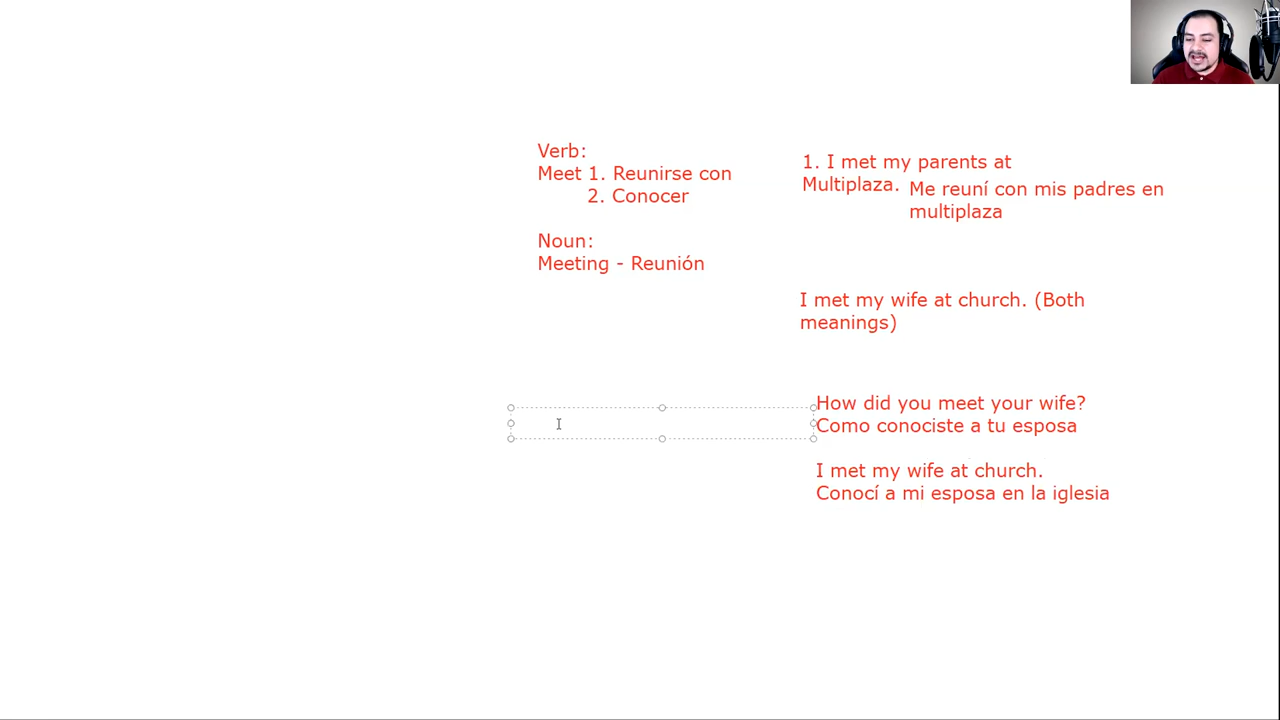 Verb:
Meet 1. Reunirse con
2. Conocer
Noun:
Meeting - Reunión
1. I met my parents at
Multiplaza.
Me reuní con mis padres en
multiplaza
I met my wife at church. (Both
meanings)
How did you meet your wife?
Como conociste a tu esposa
I met my wife at church.
Conocí a mi esposa en la iglesia